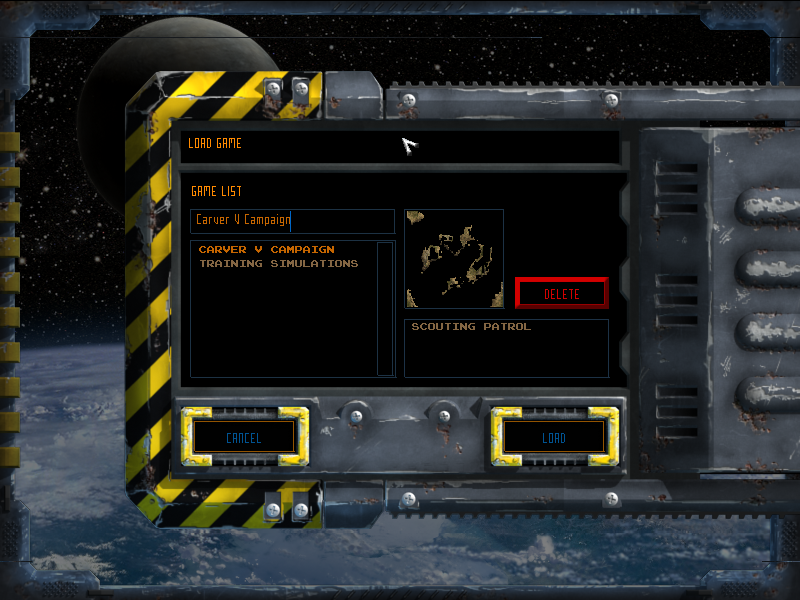 LOAD GAME
GAME LIST
Carver V Campaign
CARVER V CAMPAIGN
TRAINING SIMULATIONS
DELETE
SCOUTING PATROL
CANCEL
LOAD